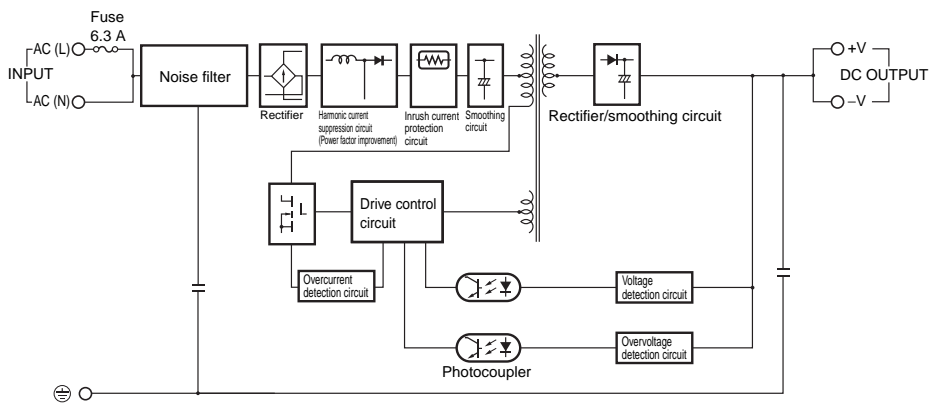 Fuse
6.3 A
AC (L)
INPUT
AC (N)
Noise filter
Rectifier
Harmonic current
suppression circuit
(Power factor improvement)
Inrush current
protection
circuit
Smoothing
circuit
Rectifier/smoothing circuit
+V
DC OUTPUT
–V
Drive control
circuit
Overcurrent
detection circuit
Voltage
detection circuit
Overvoltage
detection circuit
Photocoupler